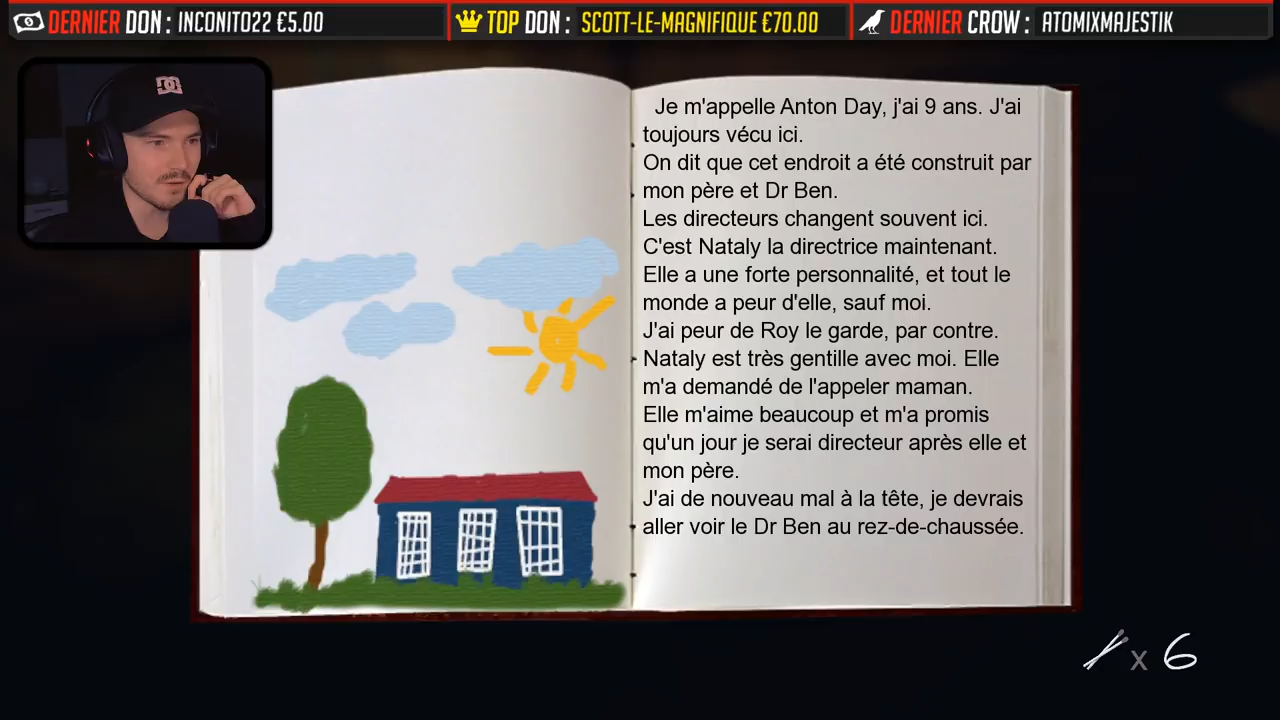 DERNIER DON : INCONITO22 €5.00
TOP DON : SCOTT-LE-MAGNIFIQUE €70.00
DERNIER CROW : ATOMIXMAJESTIK
Je m'appelle Anton Day, j'ai 9 ans. J'ai
toujours vécu ici.
On dit que cet endroit a été construit par
mon père et Dr Ben.
Les directeurs changent souvent ici.
C'est Nataly la directrice maintenant.
Elle a une forte personnalité, et tout le
monde a peur d'elle, sauf moi.
J'ai peur de Roy le garde, par contre.
Nataly est très gentille avec moi. Elle
m'a demandé de l'appeler maman.
Elle m'aime beaucoup et m'a promis
qu'un jour je serai directeur après elle et
mon père.
J'ai de nouveau mal à la tête, je devrais
aller voir le Dr Ben au rez-de-chaussée.
x 6